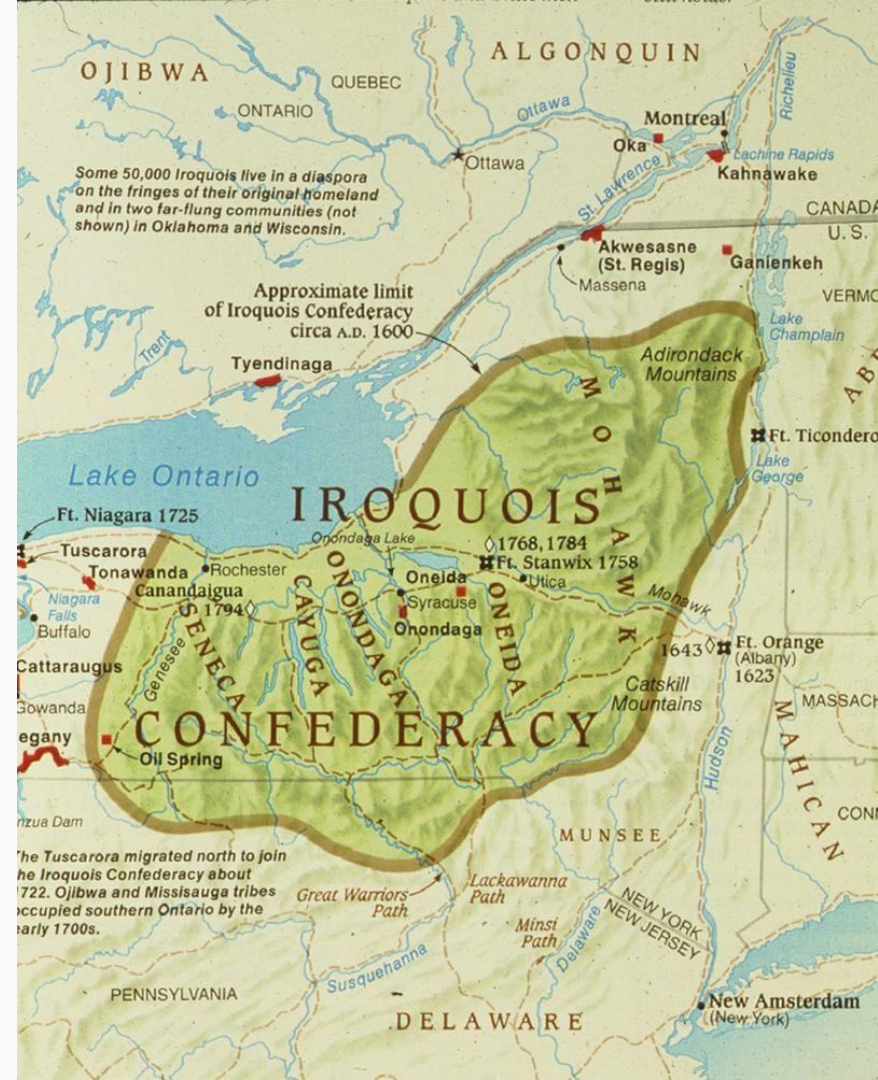 OJIBWA
ALGONQUIN
QUEBEC
ONTARIO
Ottawa
Richelieu
Montreal
Oka
Lachine Rapids
Kahnawake
Ottawa
St. Lawrence
Some 50,000 Iroquois live in a diaspora
on the fringes of their original homeland
and in two far-flung communities (not
shown) in Oklahoma and Wisconsin.
CANADA
U.S.
Akwesasne
(St. Regis)
Ganienkeh
Massena
Approximate limit
of Iroquois Confederacy
circa A.D. 1600
VERMO
Lake
Champlain
Trent
Tyendinaga
Adirondack
Mountains
ABE
MOHAWK
Ft. Ticondero
Lake
George
Lake Ontario
IROQUOIS
Ft. Niagara 1725
Onondaga Lake
1768, 1784
Tuscarora
Ft. Stanwix 1758
Tonawanda
Rochester
Oneida
Utica
Canandaigua
1794
Syracuse
Mohawk
Niagara
Falls
Buffalo
SENECA
CAYUGA
ONONDAGA
ONEIDA
Onondaga
1643
Ft. Orange
(Albany)
1623
Genesee
Cattaraugus
Catskill
Mountains
Gowanda
MASSACH
CONFEDERACY
egany
Oil Spring
Hudson
MAHICAN
nzua Dam
CONN
MUNSEE
The Tuscarora migrated north to join
he Iroquois Confederacy about
722. Ojibwa and Missisauga tribes
occupied southern Ontario by the
early 1700s.
Great Warriors
Path
Lackawanna
Path
NEW YORK
NEW JERSEY
Minsi
Path
Delaware
Susquehanna
PENNSYLVANIA
New Amsterdam
(New York)
DELAWARE